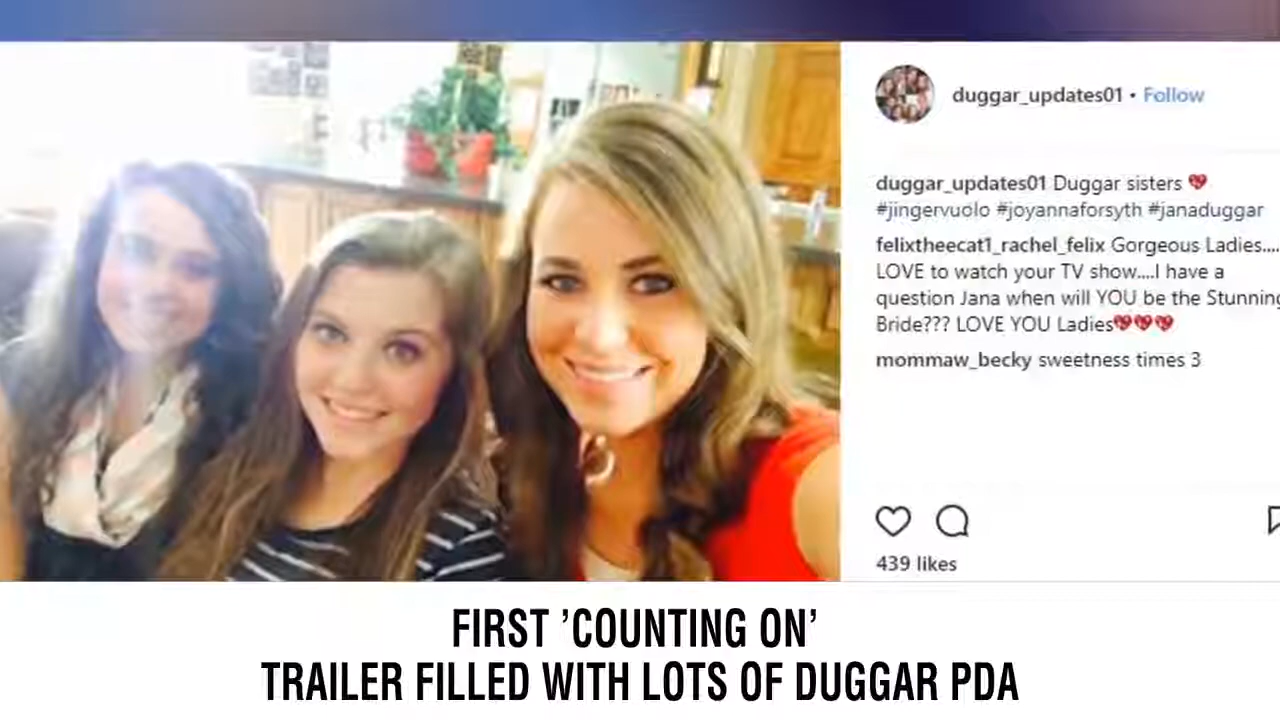 duggar_updates01 • Follow
duggar_updates01 Duggar sisters 💖
#jingervuolo #joyannaforsyth #janaduggar
felixtheecat1_rachel_felix Gorgeous Ladies....
LOVE to watch your TV show....I have a
question Jana when will YOU be the Stunning
Bride??? LOVE YOU Ladies💖💖💖
mommaw_becky sweetness times 3
439 likes
FIRST 'COUNTING ON'
TRAILER FILLED WITH LOTS OF DUGGAR PDA